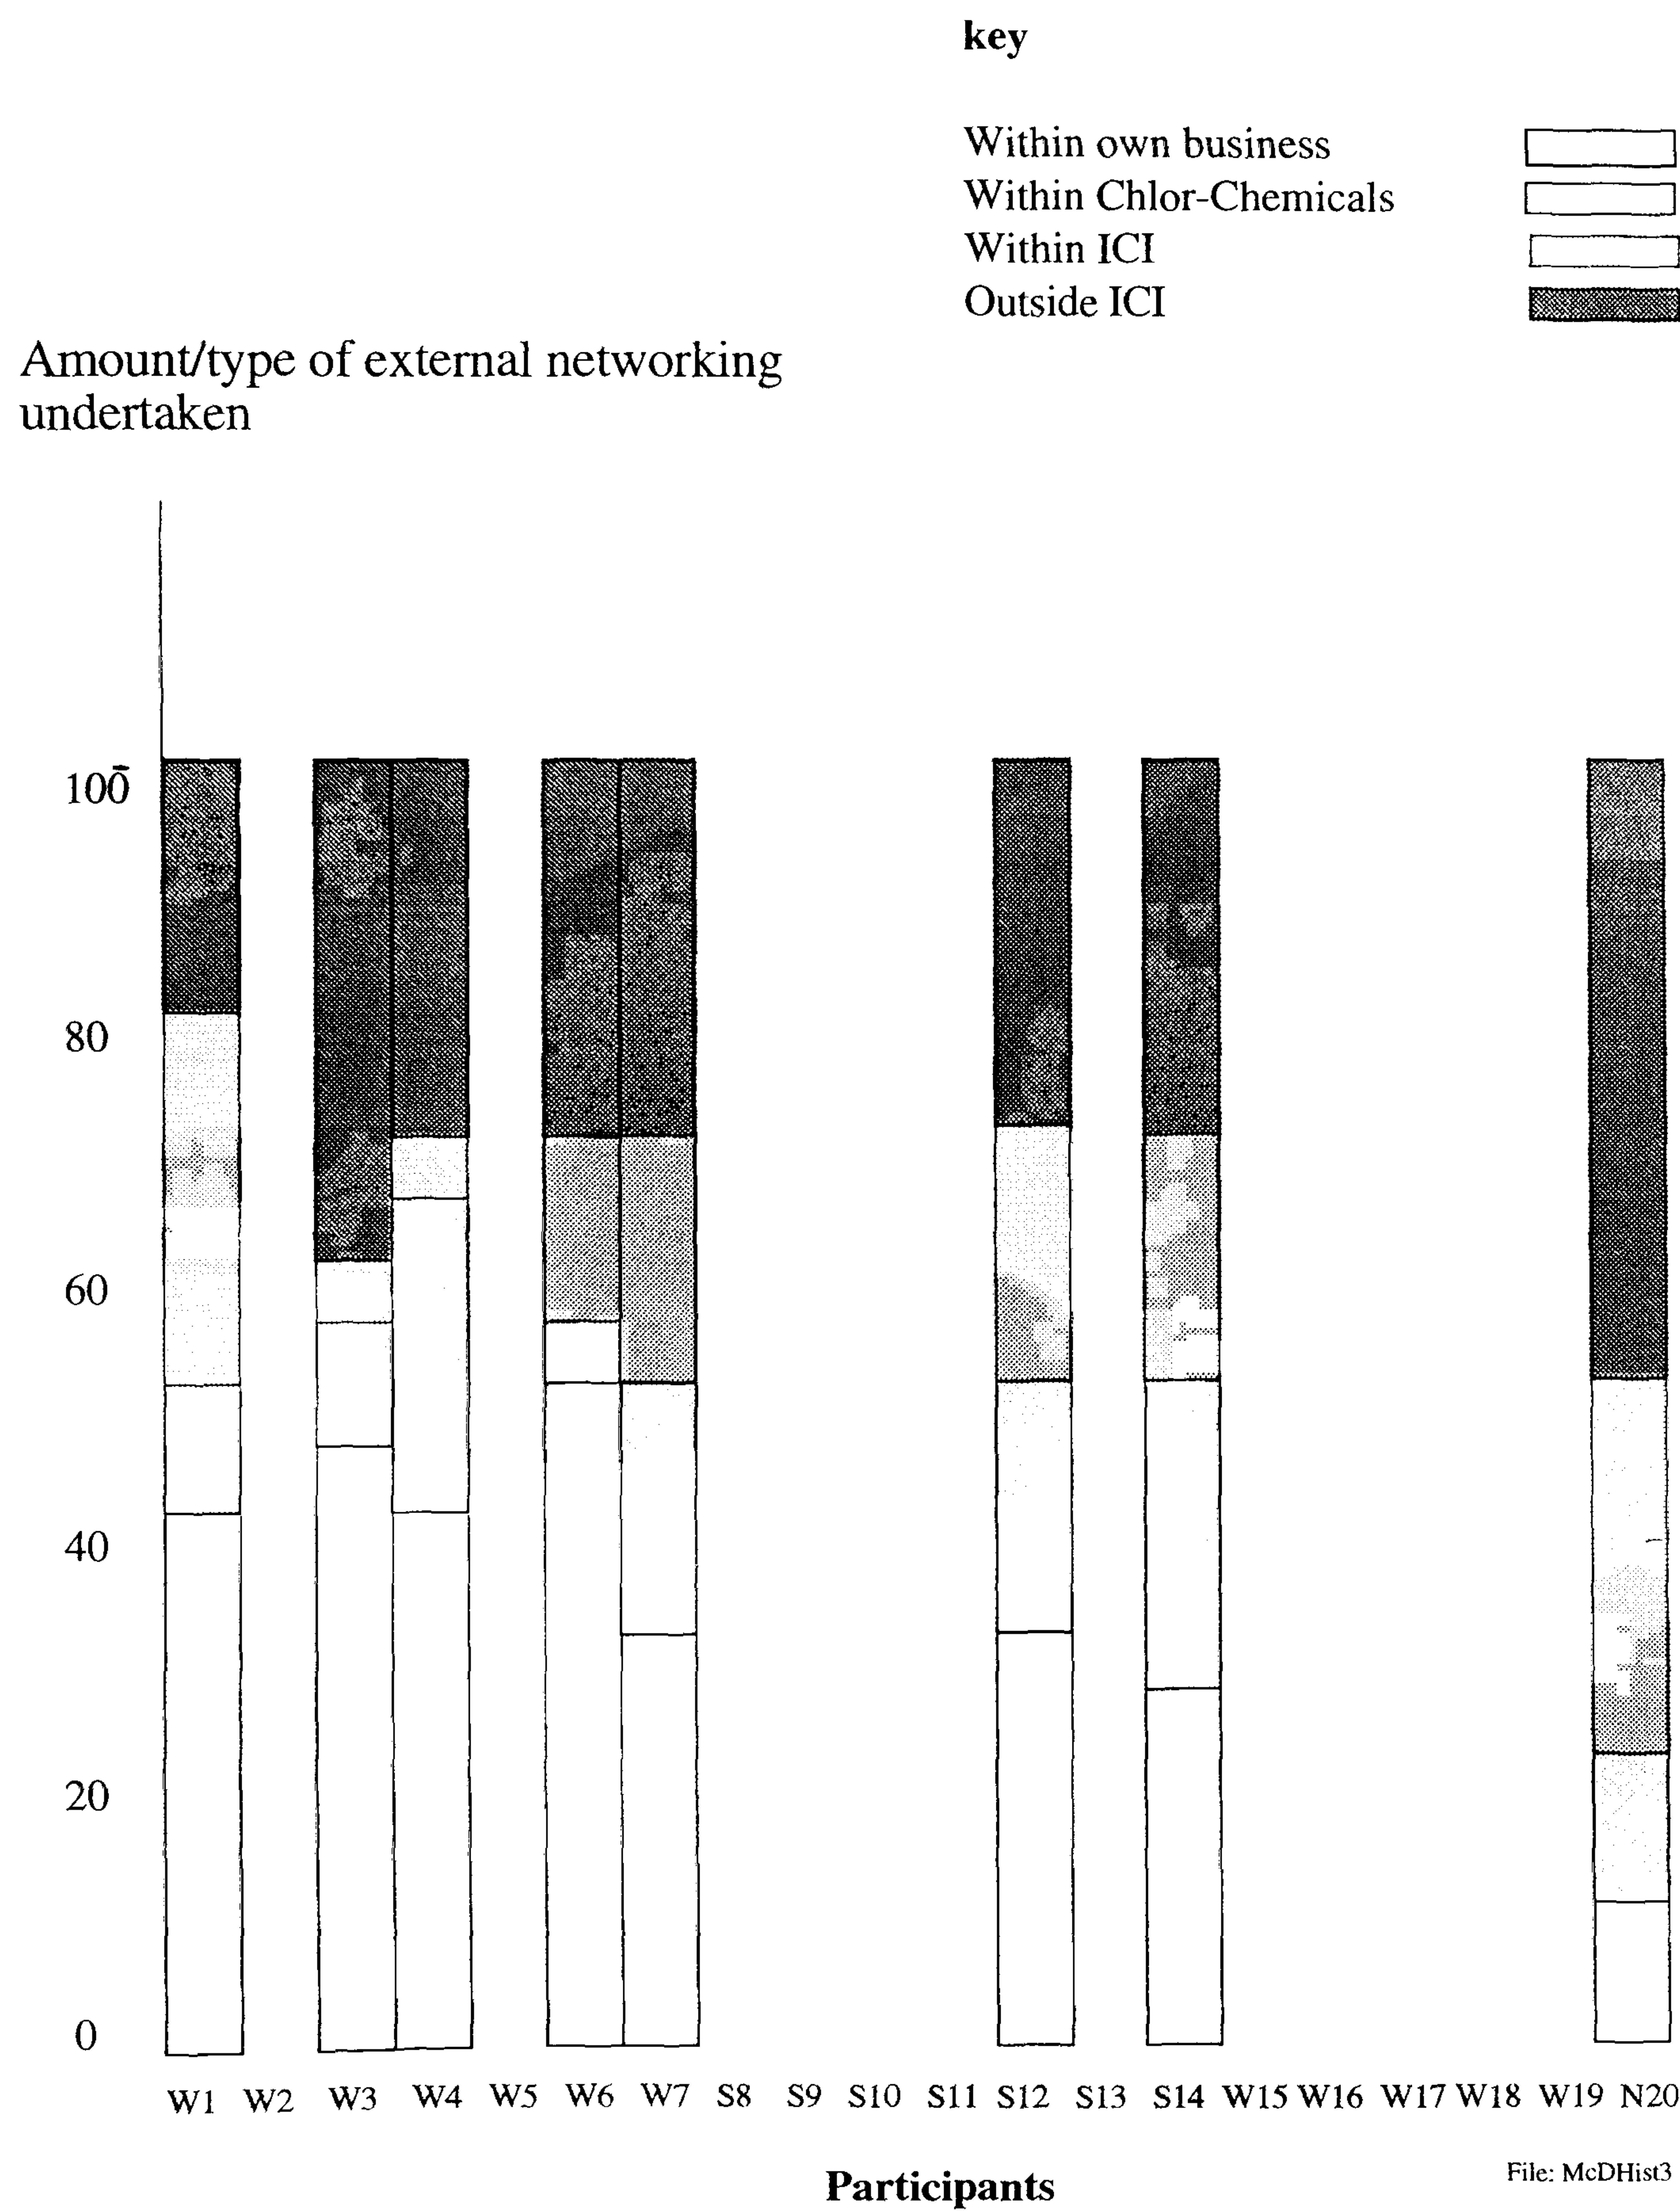 key
Within own business
Within Chlor-Chemicals
Within ICI
Outside ICI
Amount/type of external networking
undertaken
100
80
60
40
20
0
W1 W2 W3 W4 W5 W6 W7 S8 S9 S10 S11 S12 S13 S14 W15 W16 W17 W18 W19 N20
Participants
File: McDHist3